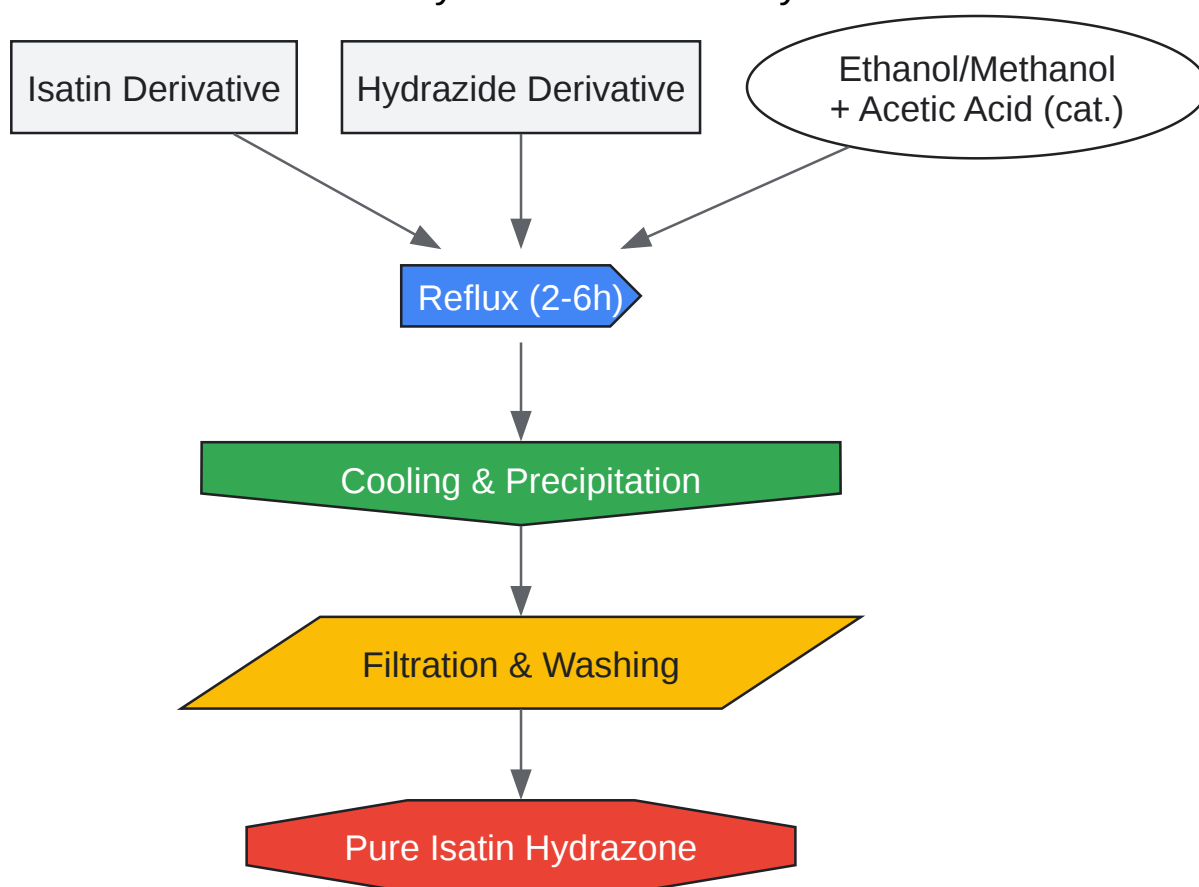 Isatin Derivative
Hydrazide Derivative
Ethanol/Methanol
+ Acetic Acid (cat.)
Reflux (2-6h)
Cooling & Precipitation
Filtration & Washing
Pure Isatin Hydrazone